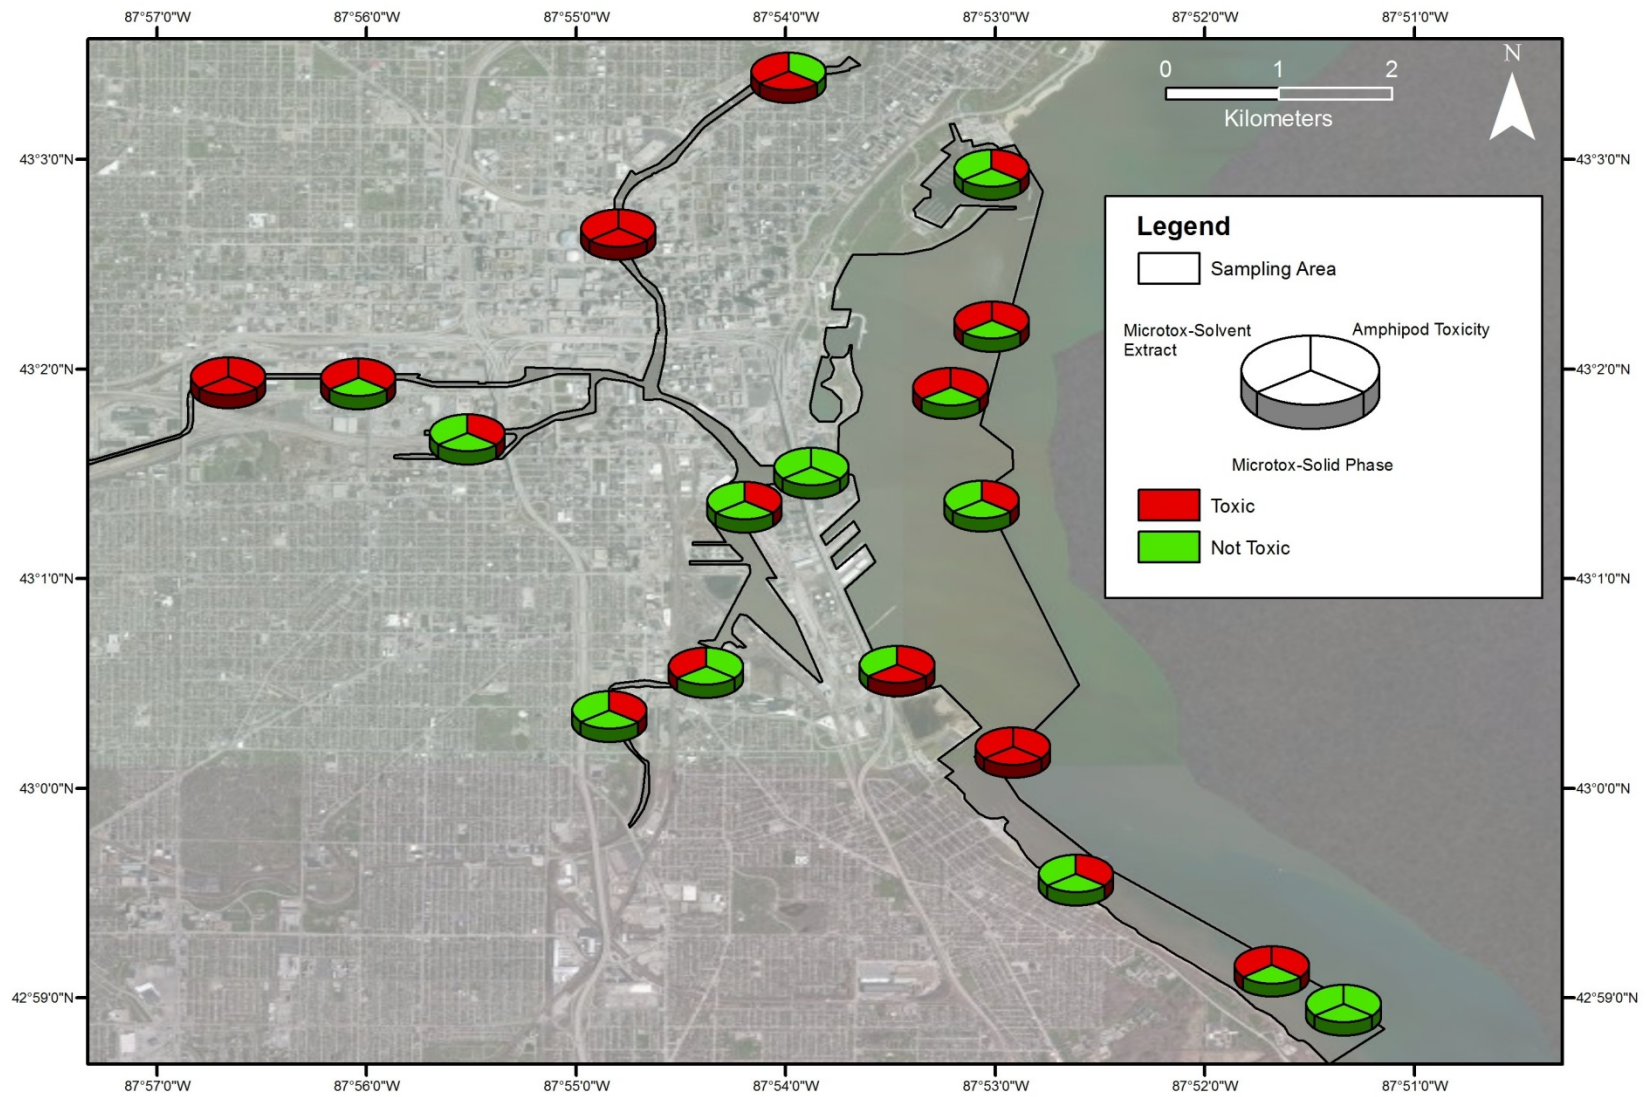 87°57'0"W 87°56'0"W 87°55'0"W 87°54'0"W 87°53'0"W 87°52'0"W 87°51'0"W
N
0 1 2
Kilometers
43°3'0"N 43°3'0"N
Legend
Sampling Area
Microtox-Solvent
Extract
Amphipod Toxicity
43°2'0"N 43°2'0"N
Microtox-Solid Phase
Toxic
Not Toxic
43°1'0"N 43°1'0"N
43°0'0"N 43°0'0"N
42°59'0"N 42°59'0"N
87°57'0"W 87°56'0"W 87°55'0"W 87°54'0"W 87°53'0"W 87°52'0"W 87°51'0"W